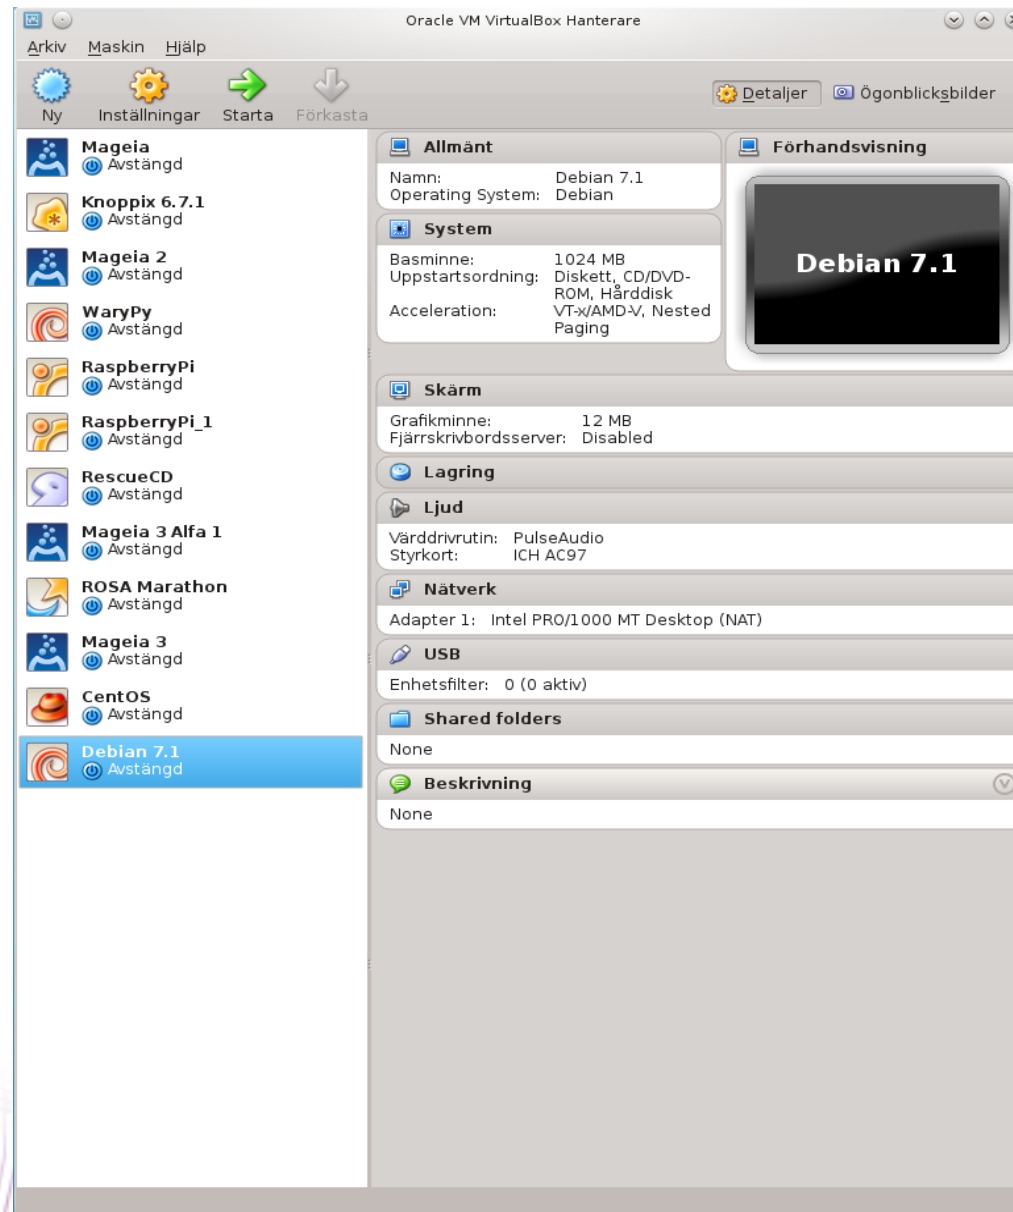 Oracle VM VirtualBox Hanterare
Arkiv Maskin Hjälp
Ny Inställningar Starta Förkasta
Detaljer Ögonblicksbilder
Mageia
Avstängd
Knoppix 6.7.1
Avstängd
Mageia 2
Avstängd
WaryPy
Avstängd
RaspberryPi
Avstängd
RaspberryPi_1
Avstängd
RescueCD
Avstängd
Mageia 3 Alfa 1
Avstängd
ROSA Marathon
Avstängd
Mageia 3
Avstängd
CentOS
Avstängd
Debian 7.1
Avstängd
Allmänt
Namn: Debian 7.1
Operating System: Debian
System
Basminne: 1024 MB
Uppstartsordning: Diskett, CD/DVD-
ROM, Hårddisk
Acceleration: VT-x/AMD-V, Nested
Paging
Förhandsvisning
Debian 7.1
Skärm
Grafikminne: 12 MB
Fjärrskrivbordsserver: Disabled
Lagring
Ljud
Värddrivrutin: PulseAudio
Styrkort: ICH AC97
Nätverk
Adapter 1: Intel PRO/1000 MT Desktop (NAT)
USB
Enhetsfilter: 0 (0 aktiv)
Shared folders
None
Beskrivning
None